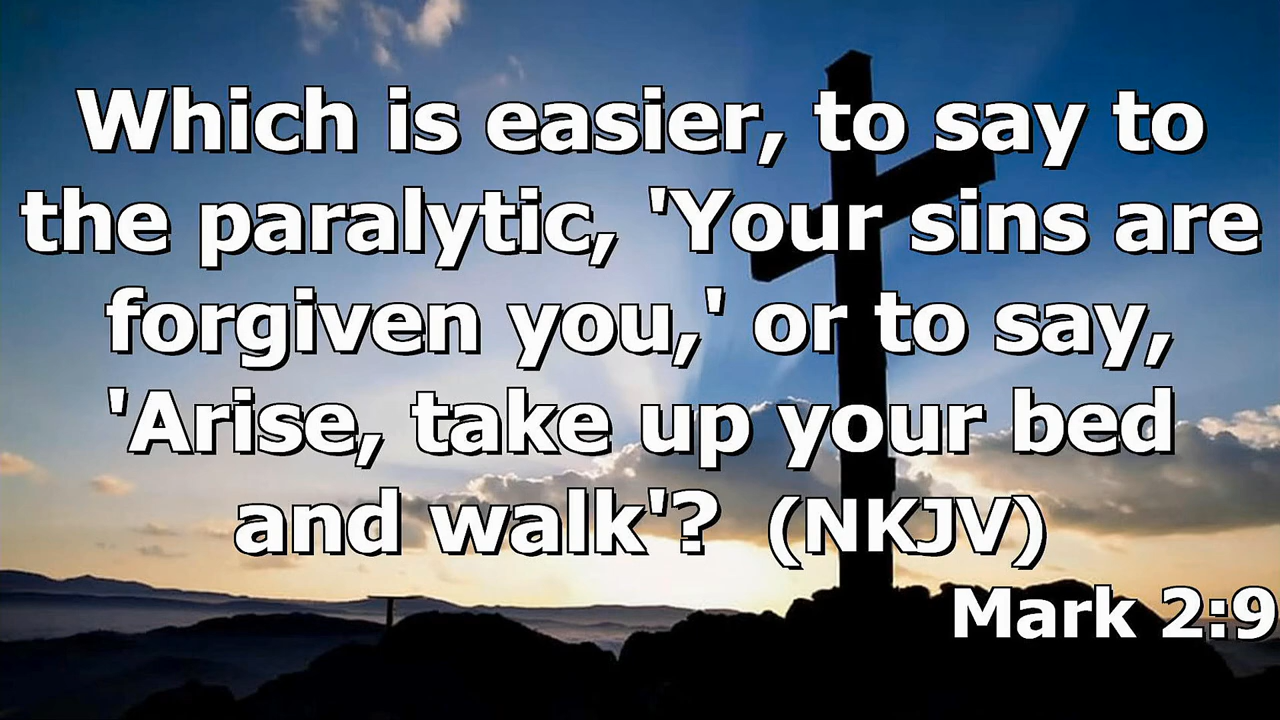 Which is easier, to say to
the paralytic, 'Your sins are
forgiven you,' or to say,
'Arise, take up your bed
and walk'? (NKJV)
Mark 2:9